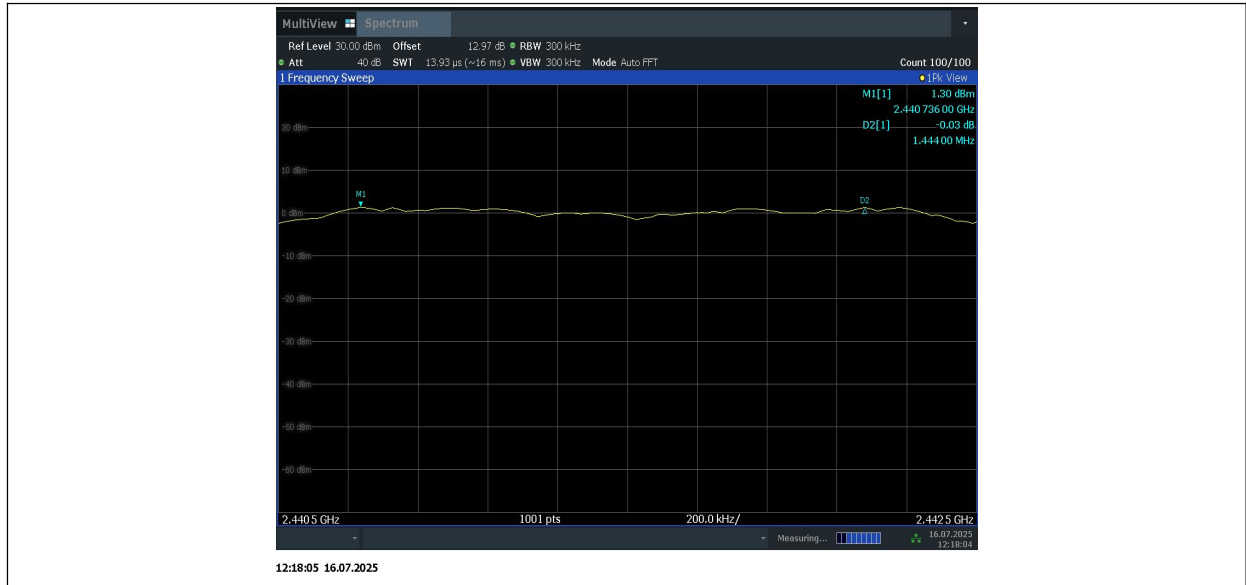 MultiView Spectrum
Ref Level 30.00 dBm Offset 12.97 dB RBW 300 kHz
Att 40 dB SWT 13.93 µs (~16 ms) VBW 300 kHz Mode Auto FFT Count 100/100
1 Frequency Sweep 1Pk View
M1[1] 1.30 dBm
2.440 736 00 GHz
D2[1] -0.03 dB
1.444 00 MHz
20 dBm
10 dBm
M1
D2
0 dBm
-10 dBm
-20 dBm
-30 dBm
-40 dBm
-50 dBm
-60 dBm
2.440 5 GHz 1001 pts 200.0 kHz/ 2.442 5 GHz
Measuring... 16.07.2025
12:18:04
12:18:05 16.07.2025